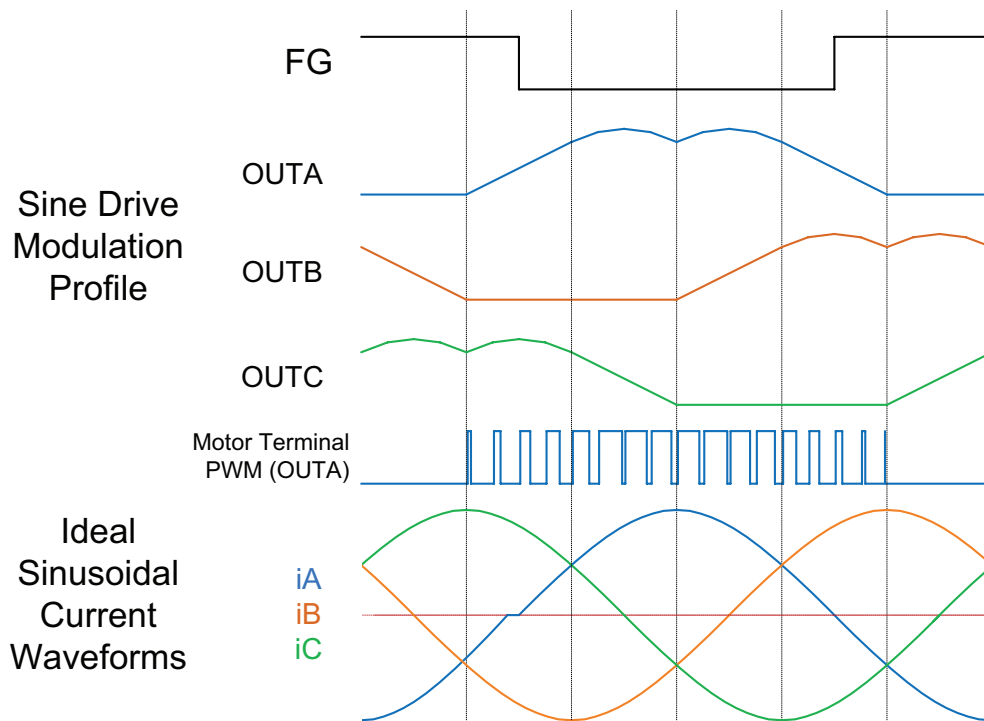 FG
OUTA
Sine Drive
Modulation
Profile
OUTB
OUTC
Motor Terminal
PWM (OUTA)
Ideal
Sinusoidal
Current
Waveforms
iA
iB
iC